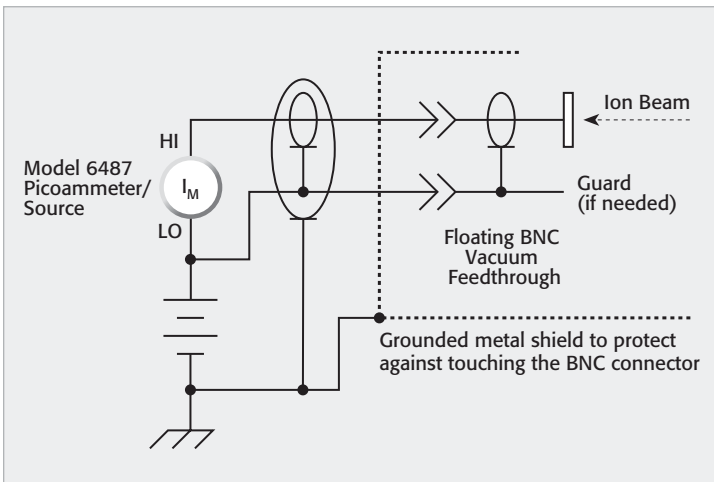 Ion Beam
HI
Model 6487
Picoammeter/
Source
IM
LO
Guard
(if needed)
Floating BNC
Vacuum
Feedthrough
Grounded metal shield to protect
against touching the BNC connector